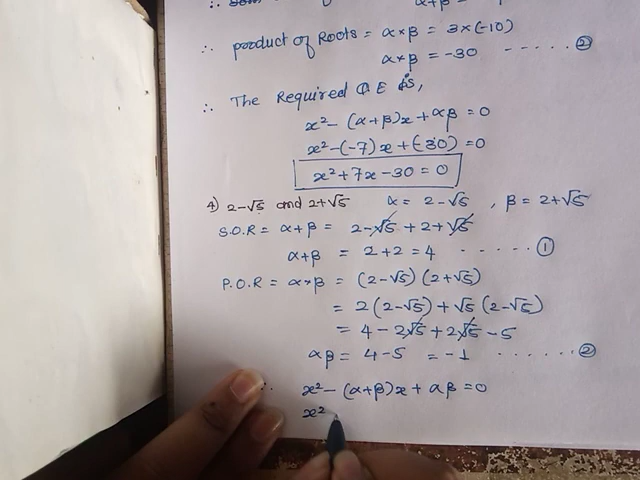 α+β =
∴ product of Roots = α×β = 3×(-10)
α×β = -30 ------ ②
∴ The Required Q E is,
x² - (α+β)x + αβ = 0
x² - (-7)x + (-30) = 0
x² + 7x - 30 = 0
4) 2-√5 and 2+√5 α = 2-√5 , β = 2+√5
S.O.R = α+β = 2-√5 + 2+√5
α+β = 2+2 = 4 ------ ①
P.O.R = α×β = (2-√5) (2+√5)
= 2(2-√5) + √5(2-√5)
= 4 - 2√5 + 2√5 - 5
αβ = 4-5 = -1 ------ ②
∴ x² - (α+β)x + αβ = 0
x² -